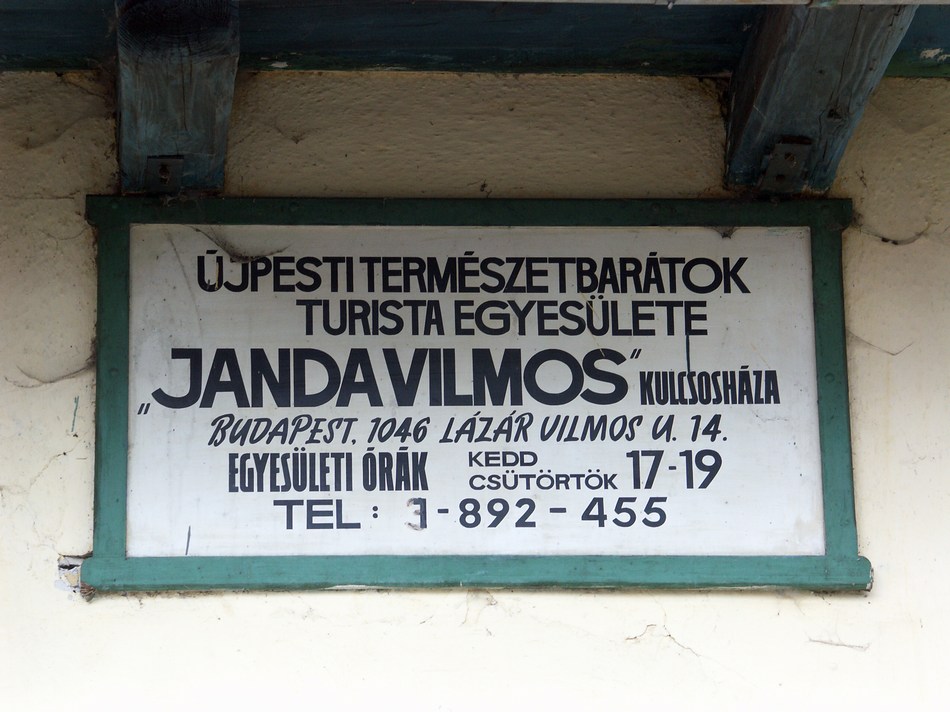 ÚJPESTI TERMÉSZETBARÁTOK
TURISTA EGYESÜLETE
„JANDA VILMOS” KULCSOSHÁZA
BUDAPEST. 1046 LÁZÁR VILMOS U. 14.
EGYESÜLETI ÓRÁK KEDD CSÜTÖRTÖK 17-19
TEL: 1-892-455